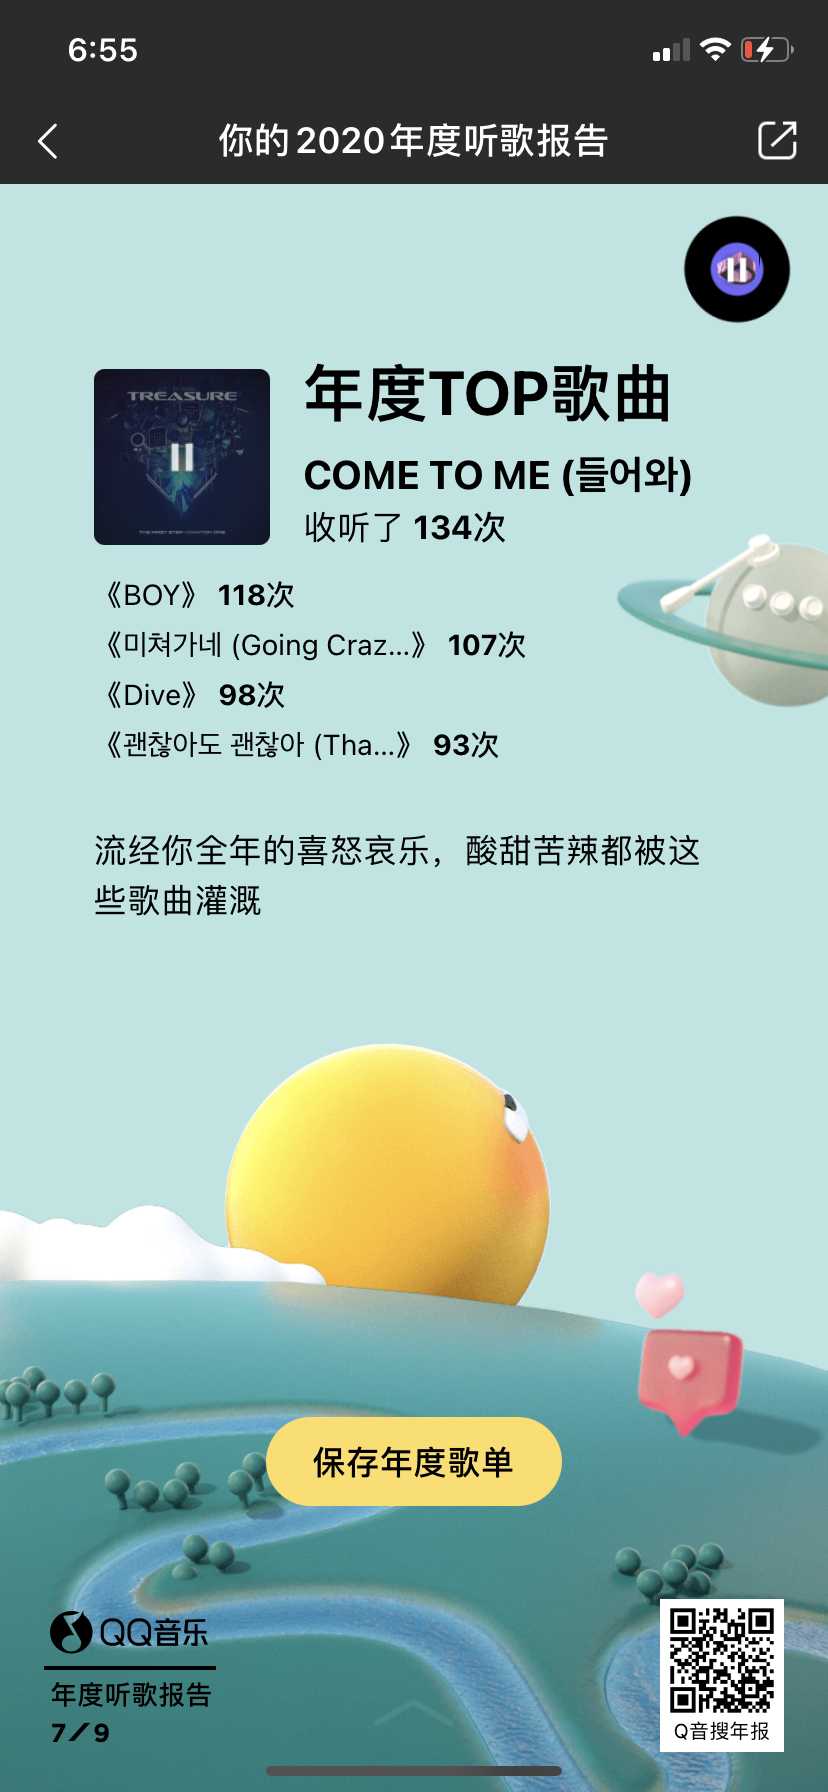 6:55
你的2020年度听歌报告
TREASURE
年度TOP歌曲
COME TO ME (들어와)
收听了 134次
《BOY》 118次
《미쳐가네 (Going Craz...》 107次
《Dive》 98次
《괜찮아도 괜찮아 (Tha...》 93次
流经你全年的喜怒哀乐，酸甜苦辣都被这
些歌曲灌溉
保存年度歌单
QQ音乐
年度听歌报告
7/9
Q音搜年报